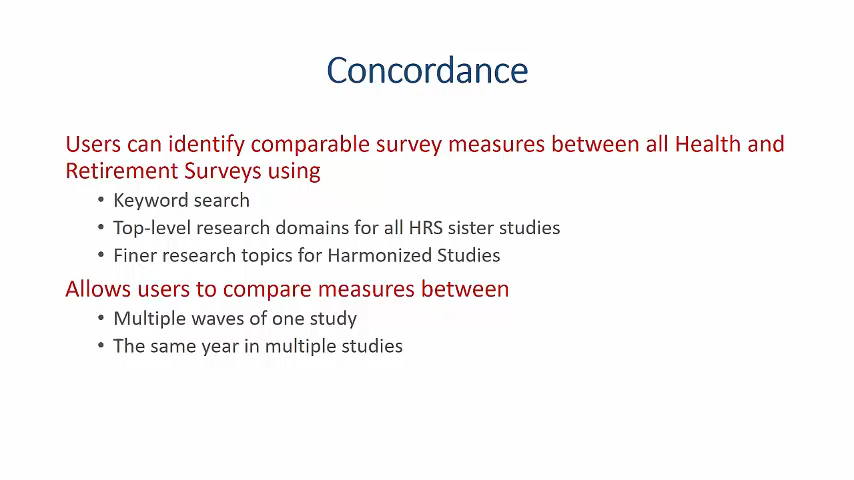 Concordance
Users can identify comparable survey measures between all Health and
Retirement Surveys using
• Keyword search
• Top-level research domains for all HRS sister studies
• Finer research topics for Harmonized Studies
Allows users to compare measures between
• Multiple waves of one study
• The same year in multiple studies